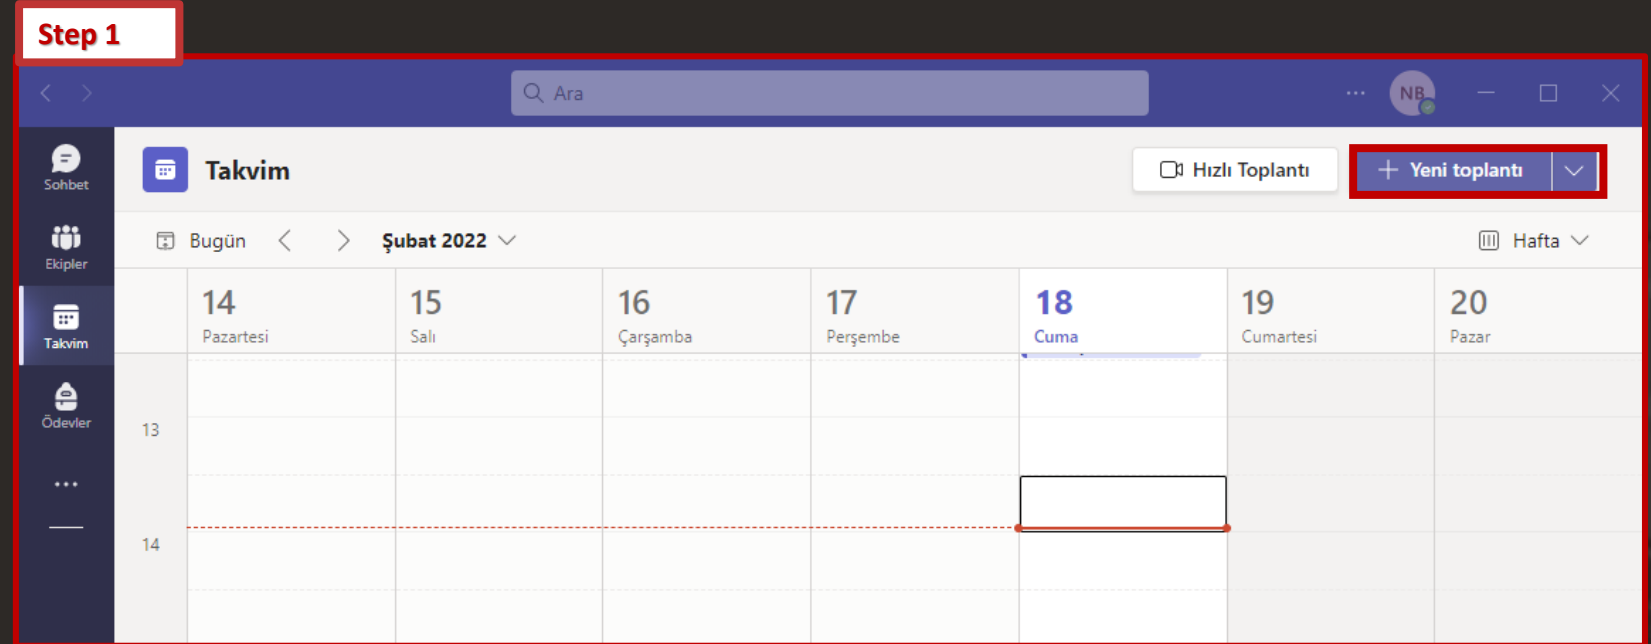 Step 1
Ara
NB
Sohbet
Ekipler
Takvim
Ödevler
Takvim
Hızlı Toplantı
Yeni toplantı
Bugün
Şubat 2022
Hafta
14
Pazartesi
15
Salı
16
Çarşamba
17
Perşembe
18
Cuma
19
Cumartesi
20
Pazar
13
14